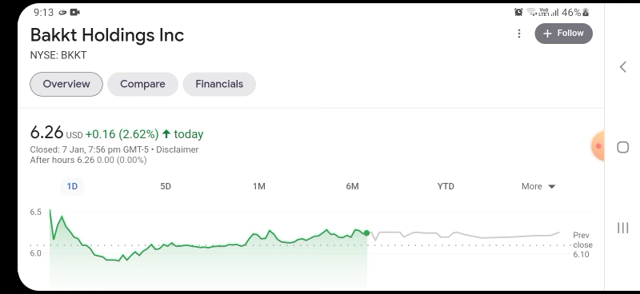 9:13
46%
Bakkt Holdings Inc
+ Follow
NYSE: BKKT
Overview
Compare
Financials
6.26 USD +0.16 (2.62%) ↑ today
Closed: 7 Jan, 7:56 pm GMT-5 • Disclaimer
After hours 6.26 0.00 (0.00%)
1D
5D
1M
6M
YTD
More
6.5
6.0
Prev
close
6.10